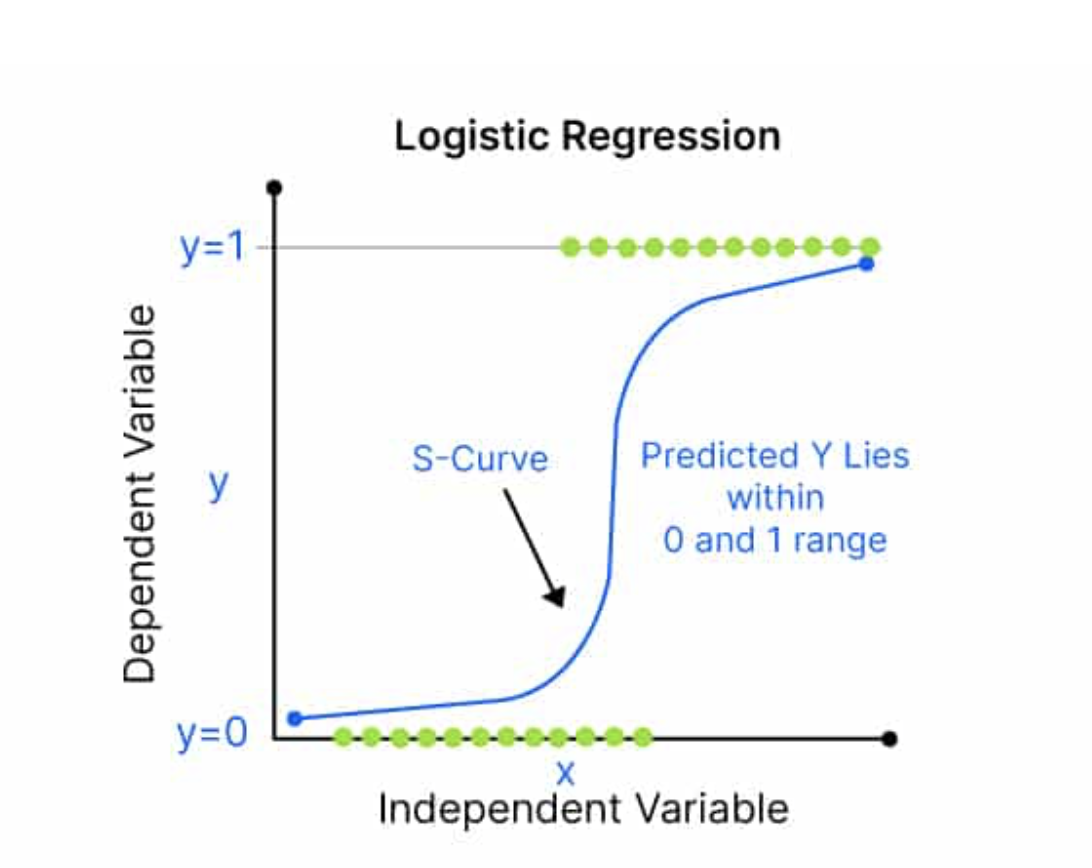 Logistic Regression
y=1
Dependent Variable
y
S-Curve
Predicted Y Lies
within
0 and 1 range
y=0
x
Independent Variable